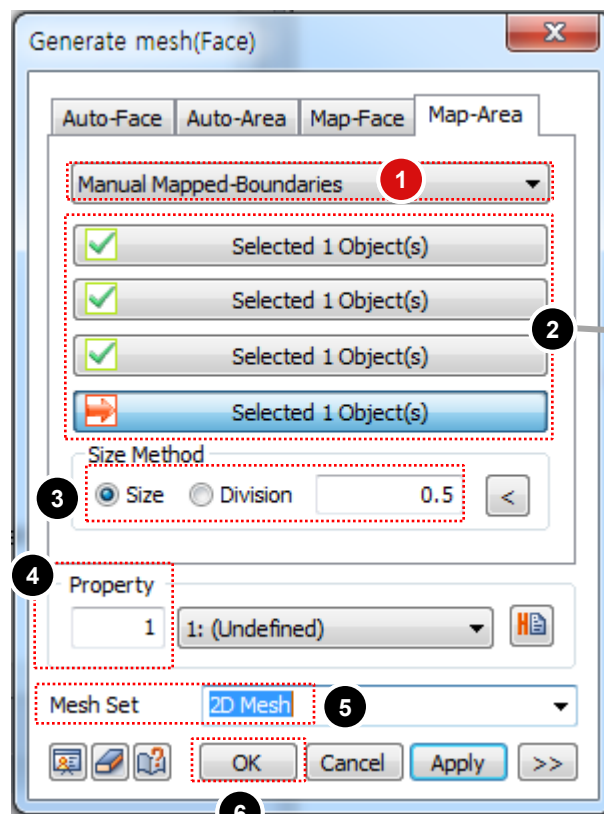 Generate mesh(Face)
Auto-Face Auto-Area Map-Face Map-Area
Manual Mapped-Boundaries 1
Selected 1 Object(s)
Selected 1 Object(s)
Selected 1 Object(s)
2
Selected 1 Object(s)
Size Method
3 Size Division 0.5 <
4
Property
1 1: (Undefined) H
Mesh Set 2D Mesh 5
OK Cancel Apply >>
6